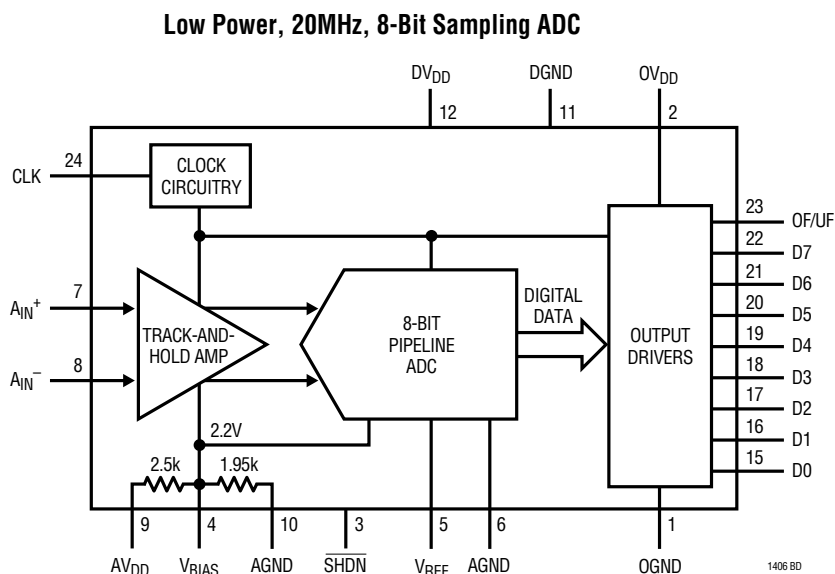 Low Power, 20MHz, 8-Bit Sampling ADC
DVDD
DGND
OVDD
12
11
2
24
CLK
CLOCK
CIRCUITRY
23
OF/UF
22
D7
21
D6
20
D5
19
D4
18
D3
17
D2
16
D1
15
D0
7
AIN+
8
AIN–
TRACK-AND-
HOLD AMP
8-BIT
PIPELINE
ADC
DIGITAL
DATA
OUTPUT
DRIVERS
2.2V
2.5k
1.95k
9
4
10
3
5
6
1
AVDD
VBIAS
AGND
SHDN
VREF
AGND
OGND
1406 BD